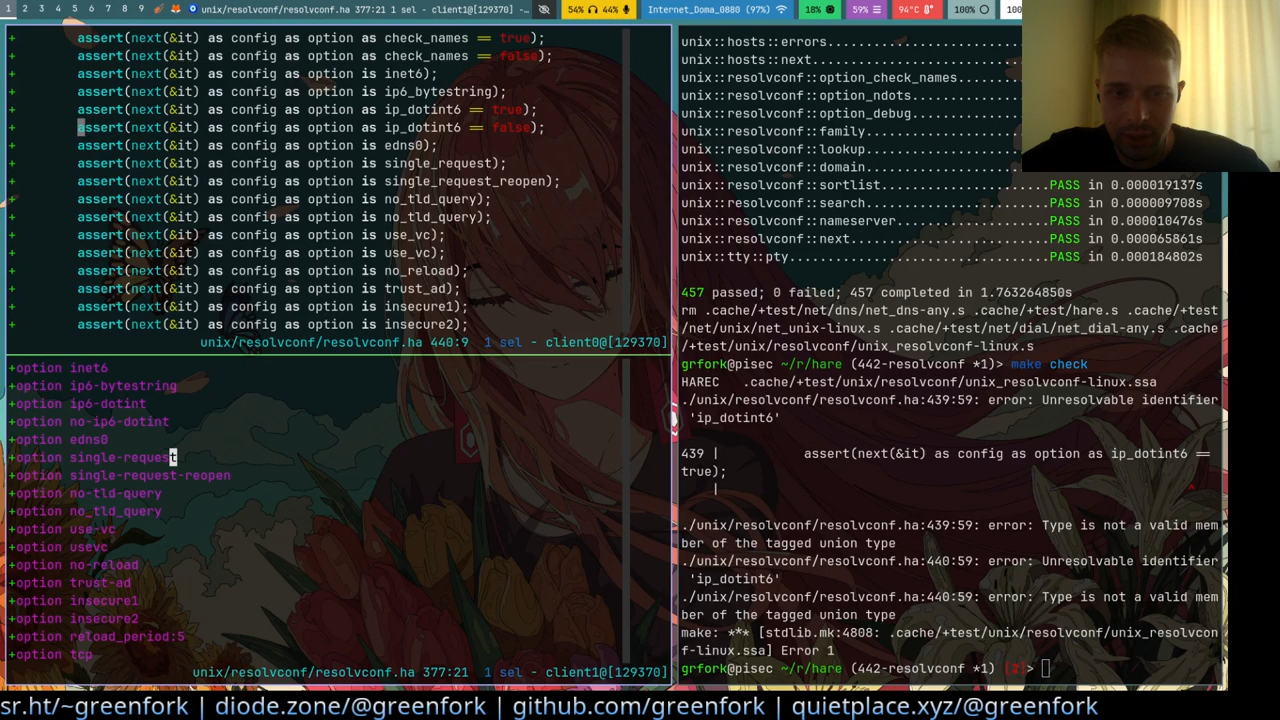 1 2 3 4 5 6 7 unix/resolvconf/resolvconf.ha 377:21 1 sel - client1@[129370] -… 54% 44% Internet_Doma_0880 (97%) 18% 59% 94°C 100% 100
+ assert(next(&it) as config as option as check_names == true);
+ assert(next(&it) as config as option as check_names == false);
+ assert(next(&it) as config as option is inet6);
+ assert(next(&it) as config as option is ip6_bytestring);
+ assert(next(&it) as config as option as ip_dotint6 == true);
+ assert(next(&it) as config as option as ip_dotint6 == false);
+ assert(next(&it) as config as option is edns0);
+ assert(next(&it) as config as option is single_request);
+ assert(next(&it) as config as option is single_request_reopen);
+ assert(next(&it) as config as option is no_tld_query);
+ assert(next(&it) as config as option is no_tld_query);
+ assert(next(&it) as config as option is use_vc);
+ assert(next(&it) as config as option is use_vc);
+ assert(next(&it) as config as option is no_reload);
+ assert(next(&it) as config as option is trust_ad);
+ assert(next(&it) as config as option is insecure1);
+ assert(next(&it) as config as option is insecure2);
unix/resolvconf/resolvconf.ha 440:9 1 sel - client0@[129370]
+option inet6
+option ip6-bytestring
+option ip6-dotint
+option no-ip6-dotint
+option edns0
+option single-request
+option single-request-reopen
+option no-tld-query
+option no_tld_query
+option use-vc
+option usevc
+option no-reload
+option trust-ad
+option insecure1
+option insecure2
+option reload_period:5
+option tcp
unix/resolvconf/resolvconf.ha 377:21 1 sel - client1@[129370]
unix::hosts::errors..........................
unix::hosts::next............................
unix::resolvconf::option_check_names.........
unix::resolvconf::option_ndots...............
unix::resolvconf::option_debug...............
unix::resolvconf::family.....................
unix::resolvconf::lookup.....................
unix::resolvconf::domain.....................
unix::resolvconf::sortlist.......................PASS in 0.000019137s
unix::resolvconf::search.........................PASS in 0.000009708s
unix::resolvconf::nameserver.....................PASS in 0.000010476s
unix::resolvconf::next...........................PASS in 0.000065861s
unix::tty::pty...................................PASS in 0.000184802s
457 passed; 0 failed; 457 completed in 1.763264850s
rm .cache/+test/net/dns/net_dns-any.s .cache/+test/hare.s .cache/+test
/net/unix/net_unix-linux.s .cache/+test/net/dial/net_dial-any.s .cache
/+test/unix/resolvconf/unix_resolvconf-linux.s
grfork@pisec ~/r/hare (442-resolvconf *1)> make check
HAREC .cache/+test/unix/resolvconf/unix_resolvconf-linux.ssa
./unix/resolvconf/resolvconf.ha:439:59: error: Unresolvable identifier
'ip_dotint6'
439 | assert(next(&it) as config as option as ip_dotint6 ==
true);
| ^
./unix/resolvconf/resolvconf.ha:439:59: error: Type is not a valid mem
ber of the tagged union type
./unix/resolvconf/resolvconf.ha:440:59: error: Unresolvable identifier
'ip_dotint6'
./unix/resolvconf/resolvconf.ha:440:59: error: Type is not a valid mem
ber of the tagged union type
make: *** [stdlib.mk:4808: .cache/+test/unix/resolvconf/unix_resolvcon
f-linux.ssa] Error 1
grfork@pisec ~/r/hare (442-resolvconf *1) [2]>
sr.ht/~greenfork | diode.zone/@greenfork | github.com/greenfork | quietplace.xyz/@greenfork